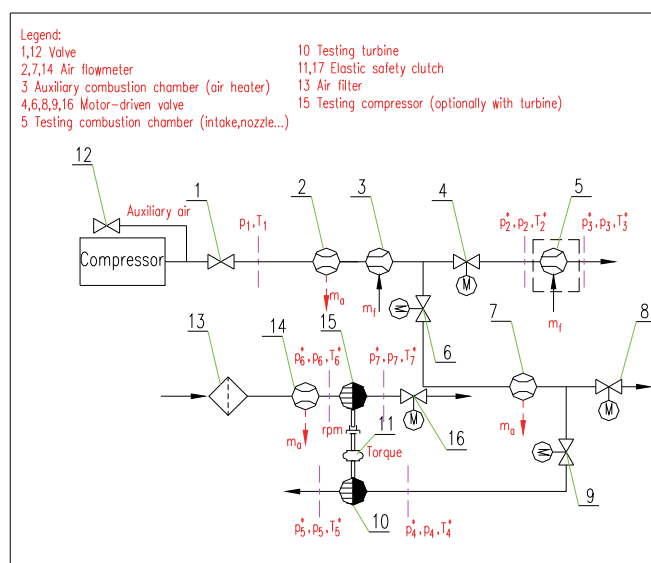 Legend:
1,12 Valve
2,7,14 Air flowmeter
3 Auxiliary combustion chamber (air heater)
4,6,8,9,16 Motor-driven valve
5 Testing combustion chamber (intake,nozzle...)
10 Testing turbine
11,17 Elastic safety clutch
13 Air filter
15 Testing compressor (optionally with turbine)
12
1
2
3
4
5
Auxiliary air
p1,T1
p2*,p2,T2*
p3*,p3,T3*
Compressor
M
ma
mf
mf
M
6
7
8
13
14
15
p6*,p6,T6*
p7*,p7,T7*
M
16
M
ma
rpm
11
ma
Torque
M
9
10
p5*,p5,T5*
p4*,p4,T4*